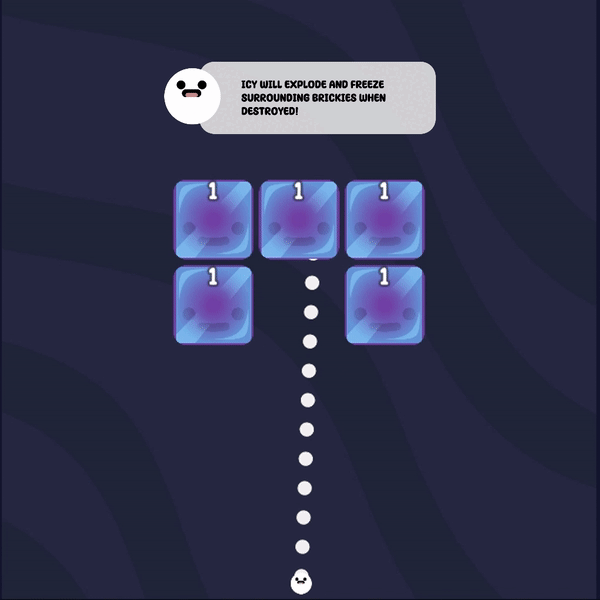 ICY WILL EXPLODE AND FREEZE
SURROUNDING BRICKIES WHEN
DESTROYED!
1 1 1
1 1